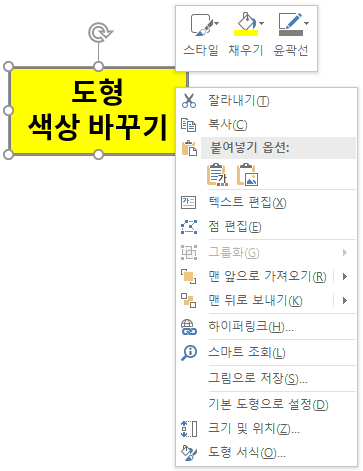 스타일 채우기 윤곽선
도형
색상 바꾸기
잘라내기(T)
복사(C)
붙여넣기 옵션:
텍스트 편집(X)
점 편집(E)
그룹화(G)
맨 앞으로 가져오기(R)
맨 뒤로 보내기(K)
하이퍼링크(H)...
스마트 조회(L)
그림으로 저장(S)...
기본 도형으로 설정(D)
크기 및 위치(Z)...
도형 서식(O)...